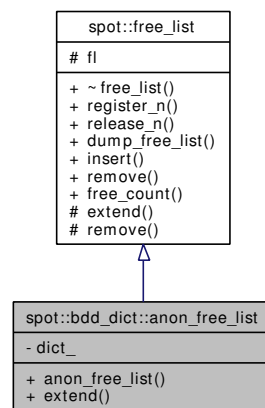 spot::free_list
# fl
+ ~free_list()
+ register_n()
+ release_n()
+ dump_free_list()
+ insert()
+ remove()
+ free_count()
# extend()
# remove()
spot::bdd_dict::anon_free_list
- dict_
+ anon_free_list()
+ extend()